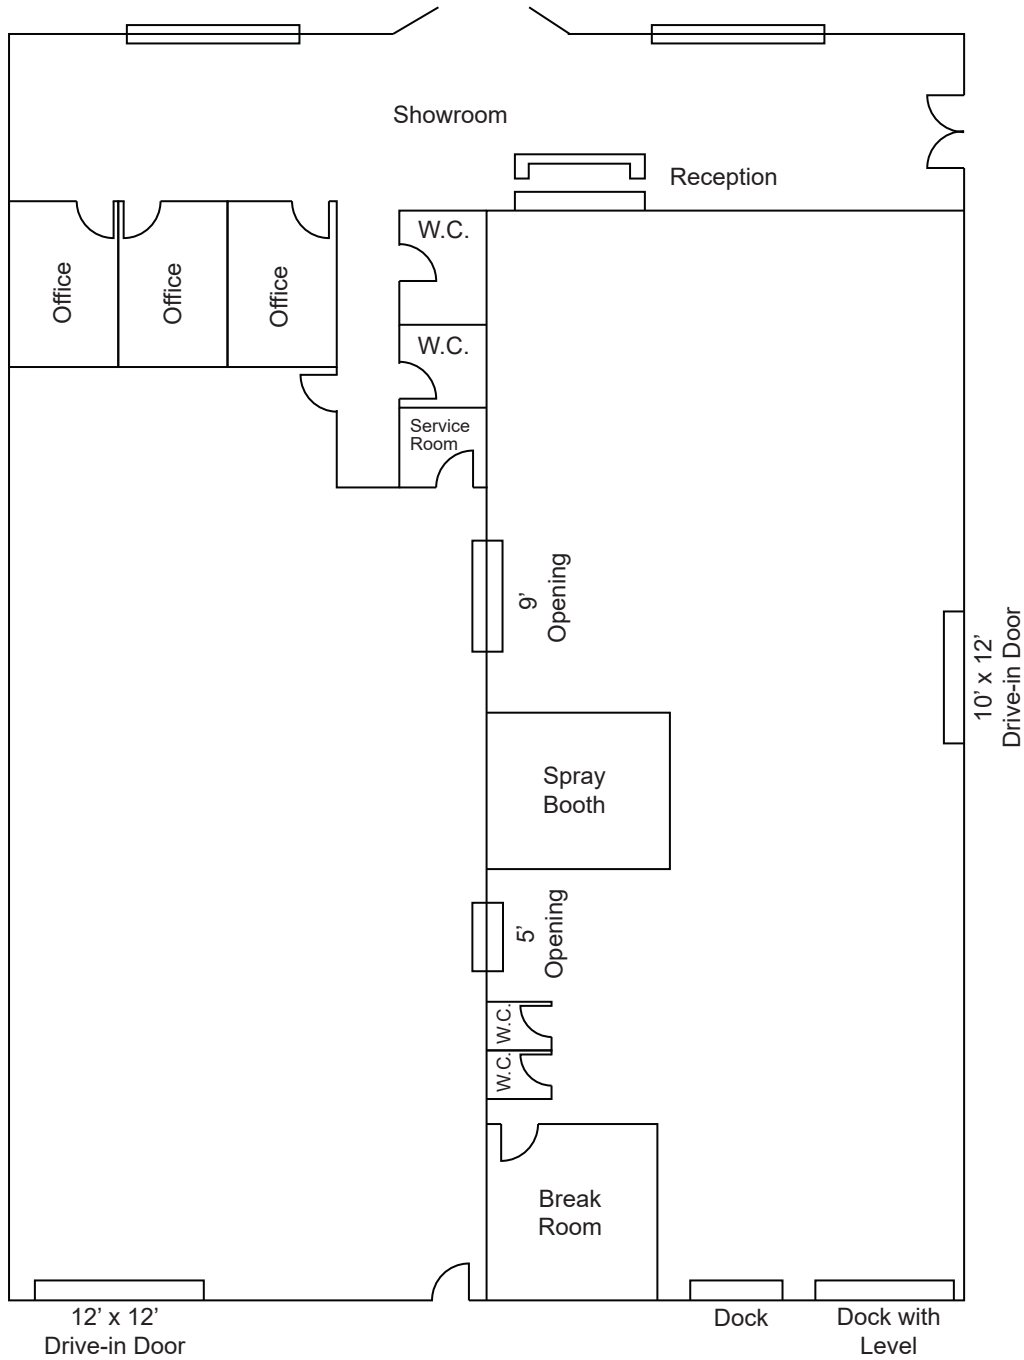 Showroom
Reception
W.C.
Office
Office
Office
W.C.
Service
Room
9’
Opening
10’ x 12’
Drive-in Door
Spray
Booth
5’
Opening
W.C.
W.C.
Break
Room
12’ x 12’
Drive-in Door
Dock
Dock with
Level